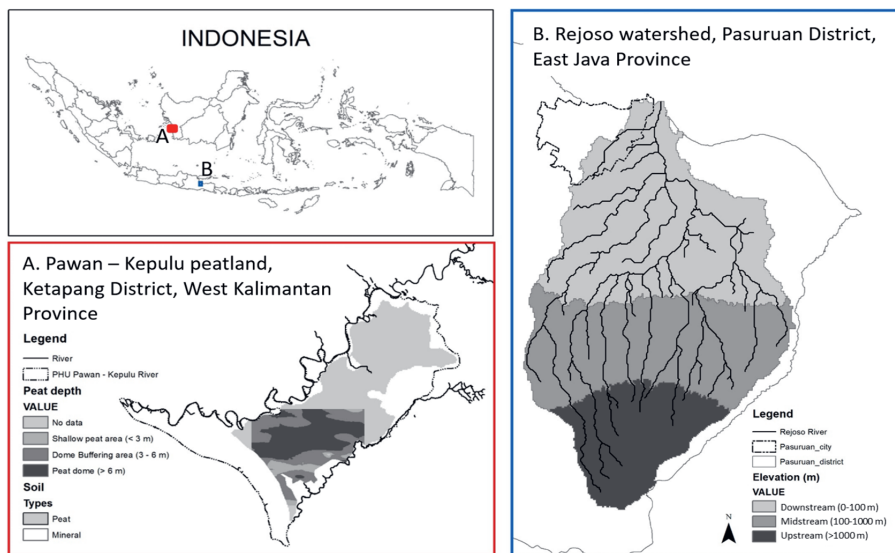 INDONESIA
A
B
A. Pawan – Kepulu peatland,
Ketapang District, West Kalimantan
Province
Legend
River
PHU Pawan - Kepulu River
Peat depth
VALUE
No data
Shallow peat area (< 3 m)
Dome Buffering area (3 - 6 m)
Peat dome (> 6 m)
Soil
Types
Peat
Mineral
B. Rejoso watershed, Pasuruan District,
East Java Province
Legend
Rejoso River
Pasuruan_city
Pasuruan_district
Elevation (m)
VALUE
Downstream (0-100 m)
Midstream (100-1000 m)
Upstream (>1000 m)
N